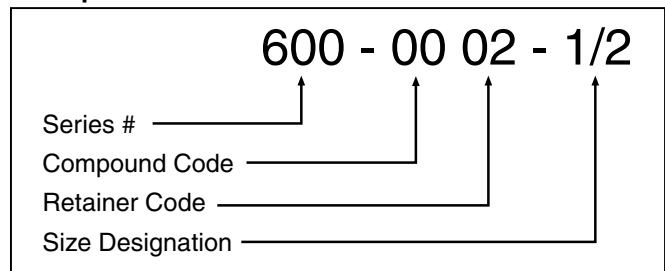 600 - 00 02 - 1/2
Series #
Compound Code
Retainer Code
Size Designation